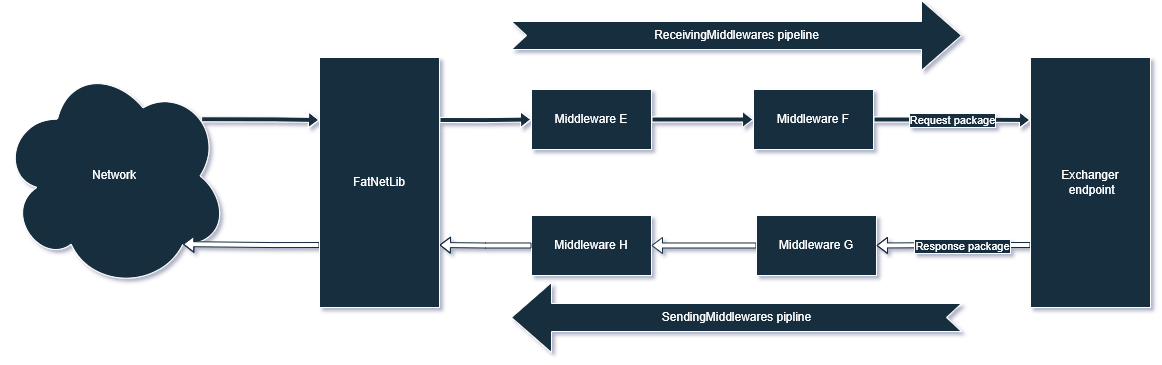 ReceivingMiddlewares pipeline
Network
FatNetLib
Middleware E
Middleware F
Request package
Exchanger
endpoint
Middleware H
Middleware G
Response package
SendingMiddlewares pipline